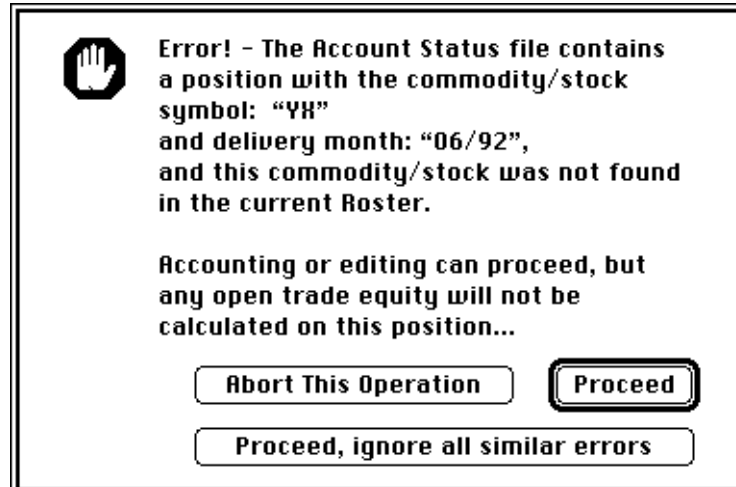 Error! - The Account Status file contains
a position with the commodity/stock
symbol:  “YX”
and delivery month: “06/92”,
and this commodity/stock was not found
in the current Roster.
Accounting or editing can proceed, but
any open trade equity will not be
calculated on this position...
Abort This Operation
Proceed
Proceed, ignore all similar errors